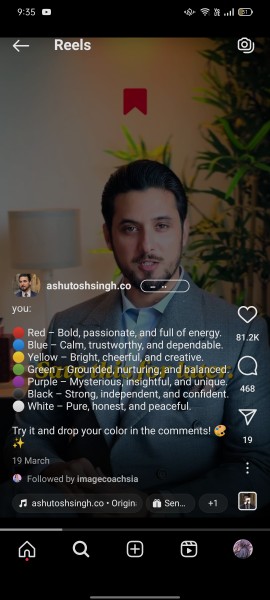 9:35
Reels
ashutoshsingh.co
you:
🔴 Red – Bold, passionate, and full of energy.
🔵 Blue – Calm, trustworthy, and dependable.
🟡 Yellow – Bright, cheerful, and creative.
🟢 Green – Grounded, nurturing, and balanced.
🟣 Purple – Mysterious, insightful, and unique.
⚫ Black – Strong, independent, and confident.
⚪ White – Pure, honest, and peaceful.
Try it and drop your color in the comments! 🎨
✨
19 March
Followed by imagecoachsia
ashutoshsingh.co • Origin
Sen...
+1
81.2K
468
19